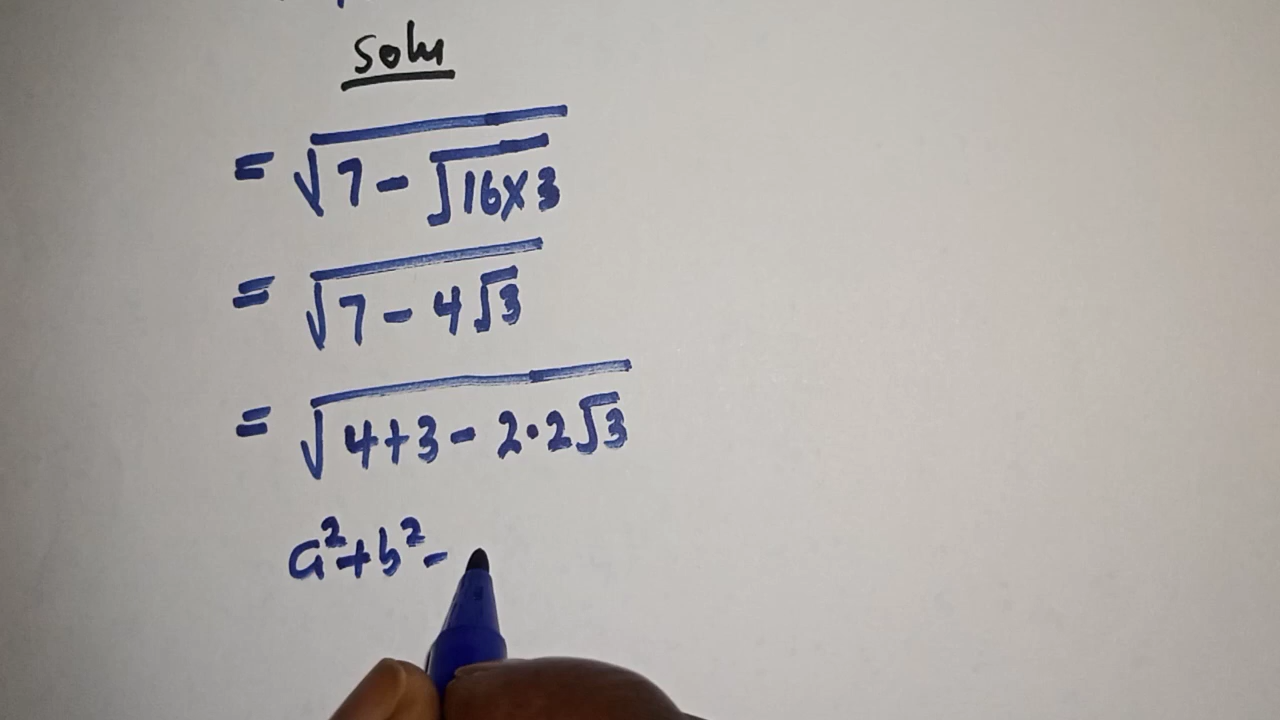 Soln
= √(7 - √(16×3))
= √(7 - 4√3)
= √(4+3 - 2·2√3)
a²+b² -